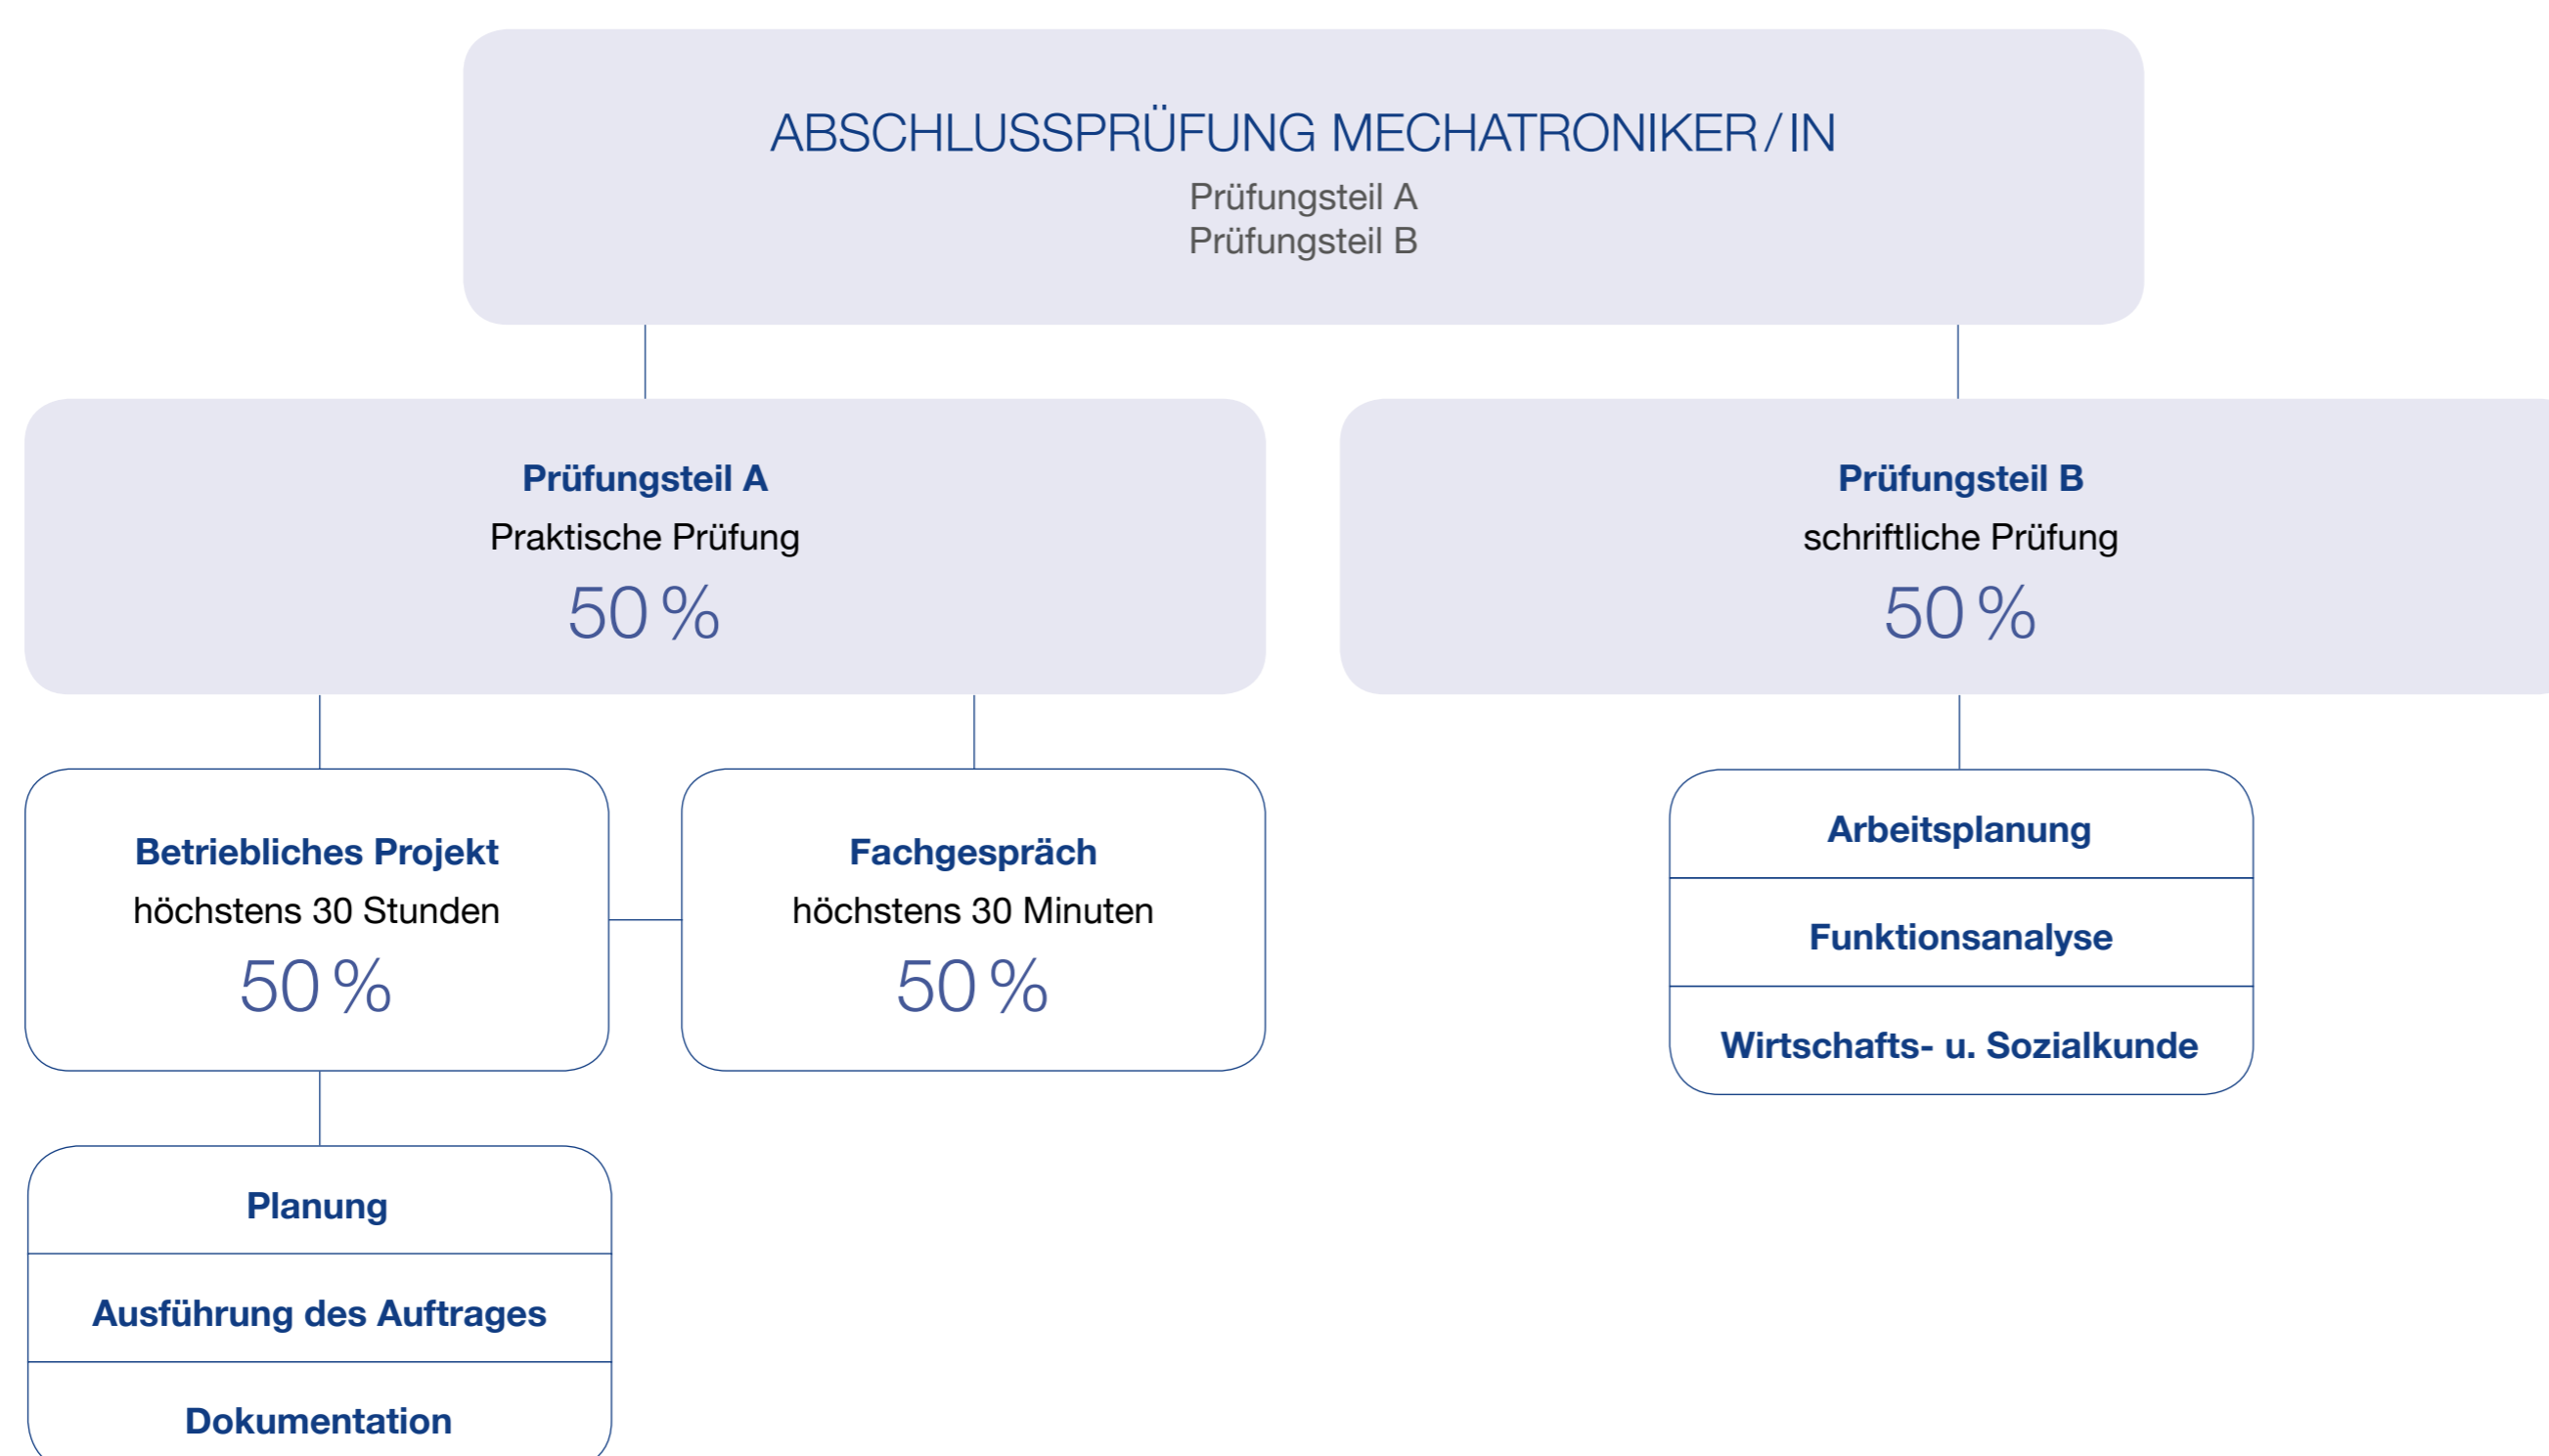 ABSCHLUSSPRÜFUNG MECHATRONIKER/IN
Prüfungsteil A
Prüfungsteil B
Prüfungsteil A
Praktische Prüfung
50 %
Prüfungsteil B
schriftliche Prüfung
50 %
Betriebliches Projekt
höchstens 30 Stunden
50 %
Fachgespräch
höchstens 30 Minuten
50 %
Arbeitsplanung
Funktionsanalyse
Wirtschafts- u. Sozialkunde
Planung
Ausführung des Auftrages
Dokumentation